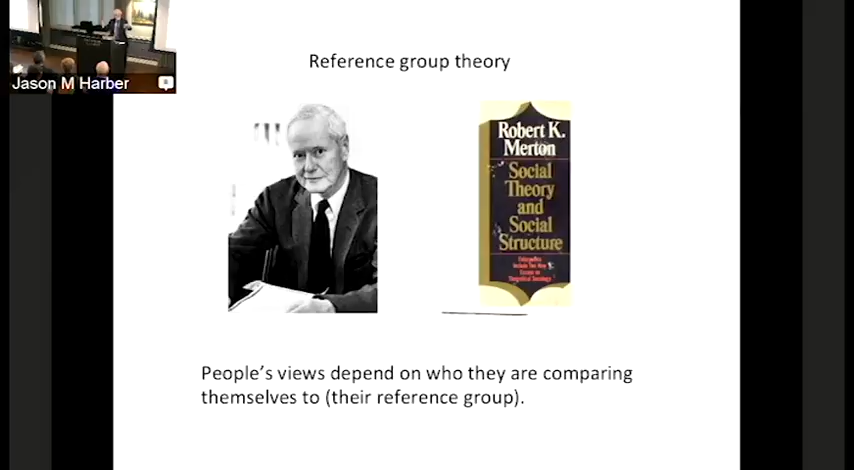 Jason M Harber
Reference group theory
Robert K.
Merton
Social
Theory
and
Social
Structure
People's views depend on who they are comparing
themselves to (their reference group).